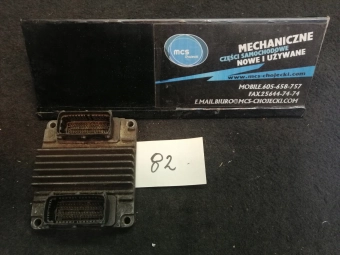 MECHANICZNE
CZĘŚCI SAMOCHODOWE
NOWE I UŻYWANE
mcs
www.mcs-chojecki.com
MOBILE.605-658-757
FAX.25644-74-74
E.MAIL.BIURO@MCS-CHOJECKI.COM
82.